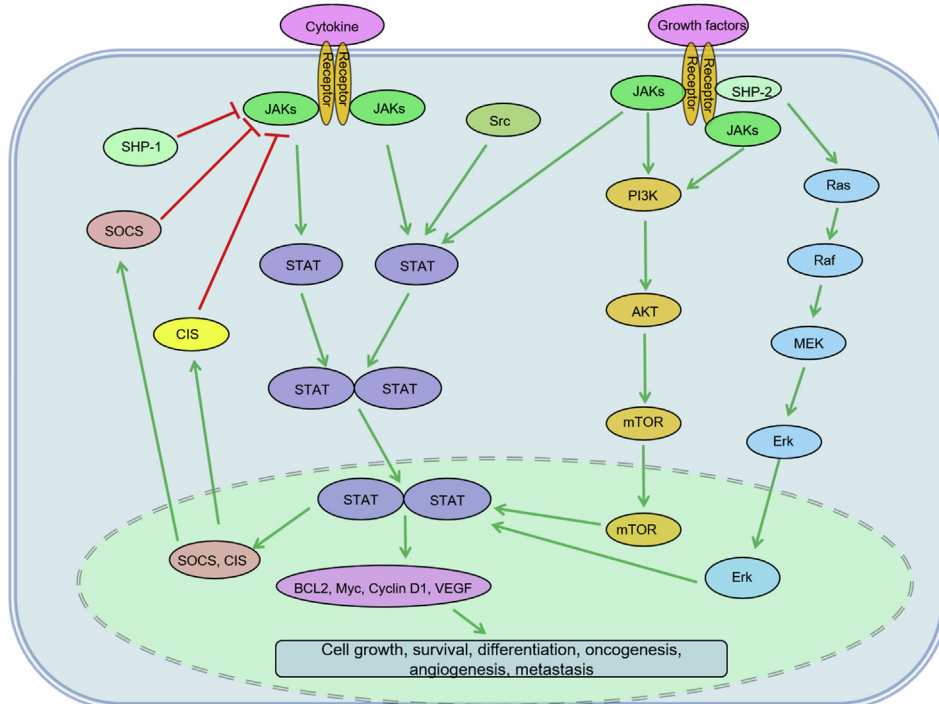 Cytokine
Growth factors
Receptor
Receptor
Receptor
Receptor
JAKs
JAKs
JAKs
SHP-2
JAKs
Src
SHP-1
PI3K
Ras
SOCS
STAT
STAT
Raf
AKT
CIS
MEK
STAT
STAT
mTOR
Erk
STAT
STAT
mTOR
SOCS, CIS
Erk
BCL2, Myc, Cyclin D1, VEGF
Cell growth, survival, differentiation, oncogenesis,
angiogenesis, metastasis